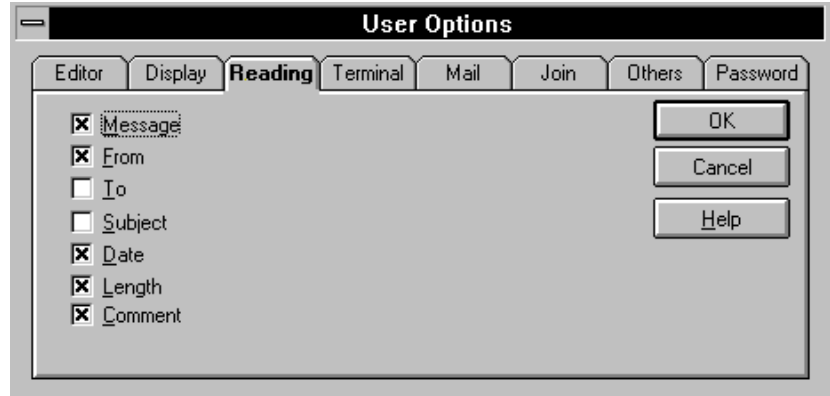 User Options
Editor Display Reading Terminal Mail Join Others Password
Message
From
To
Subject
Date
Length
Comment
OK
Cancel
Help